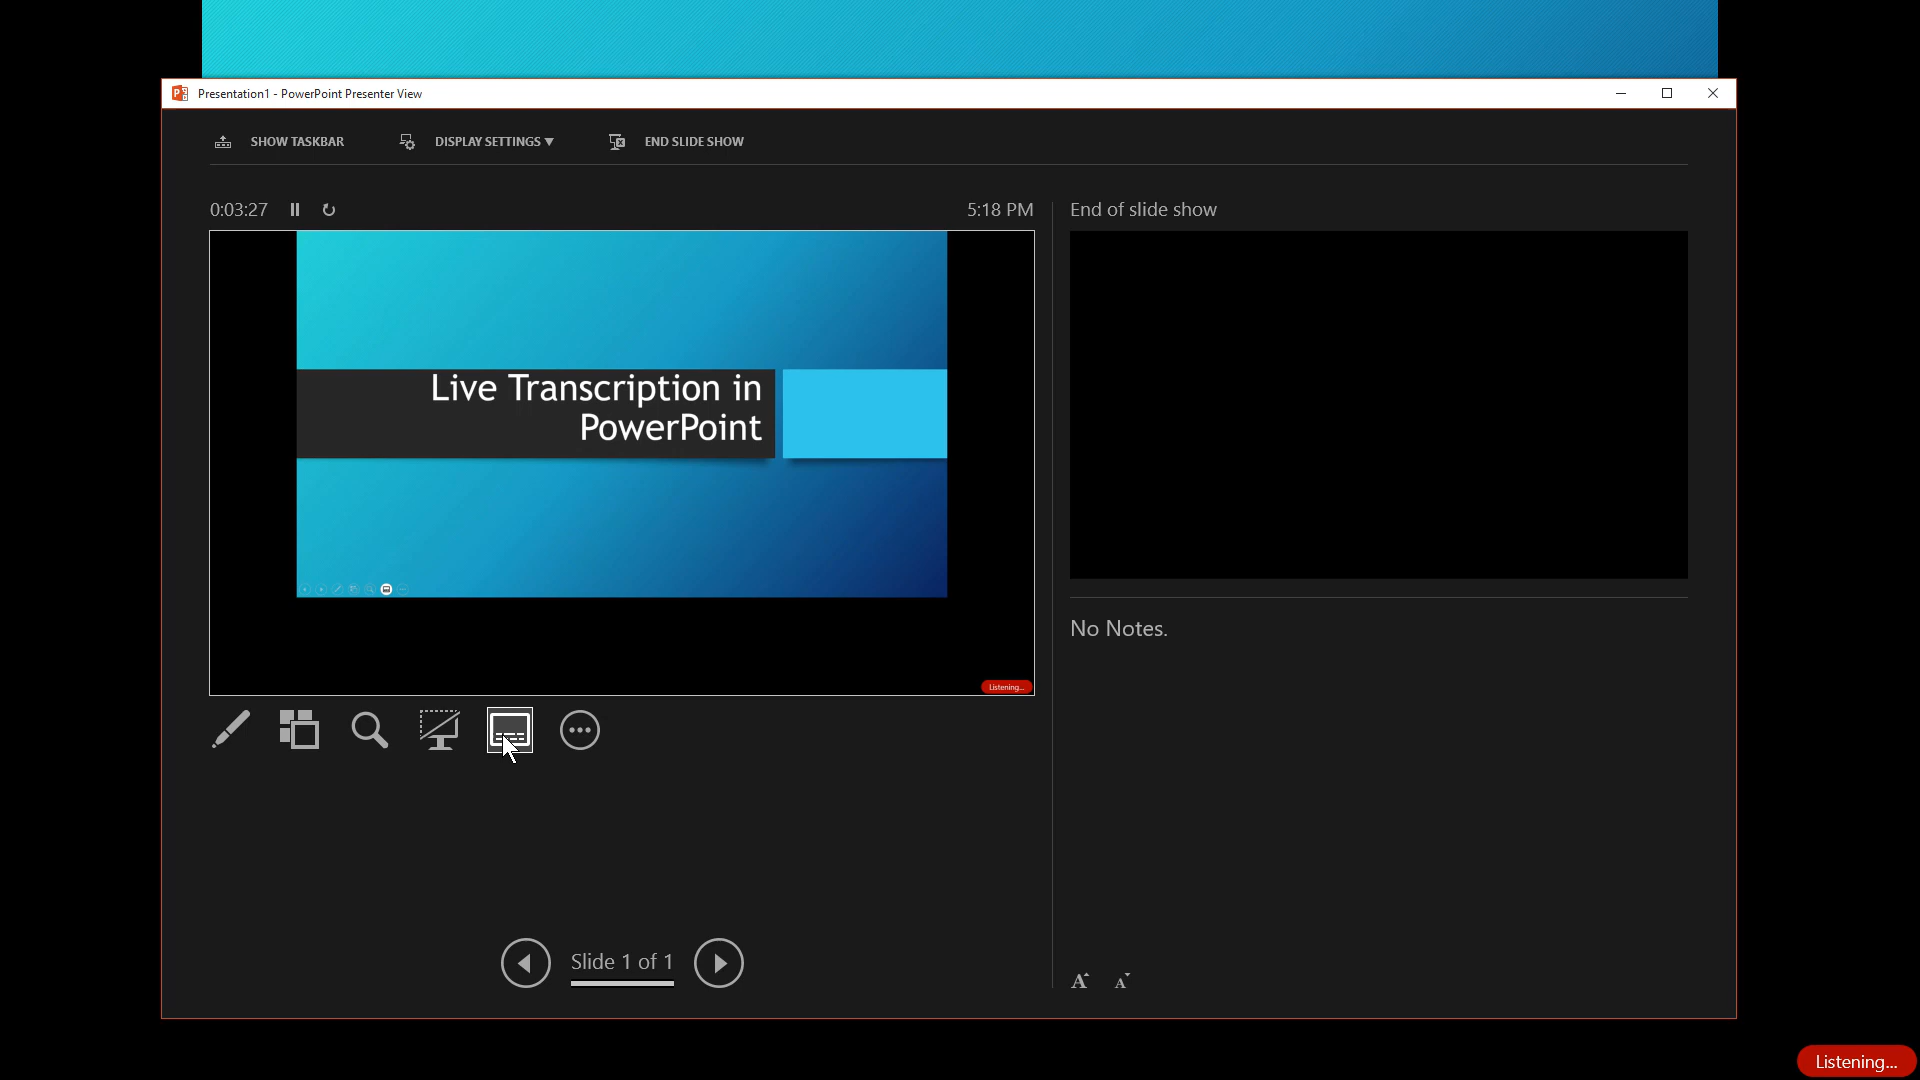 Presentation1 - PowerPoint Presenter View
SHOW TASKBAR
DISPLAY SETTINGS ▼
END SLIDE SHOW
0:03:27
5:18 PM
End of slide show
Live Transcription in
PowerPoint
Listening...
No Notes.
Slide 1 of 1
A A
Listening...